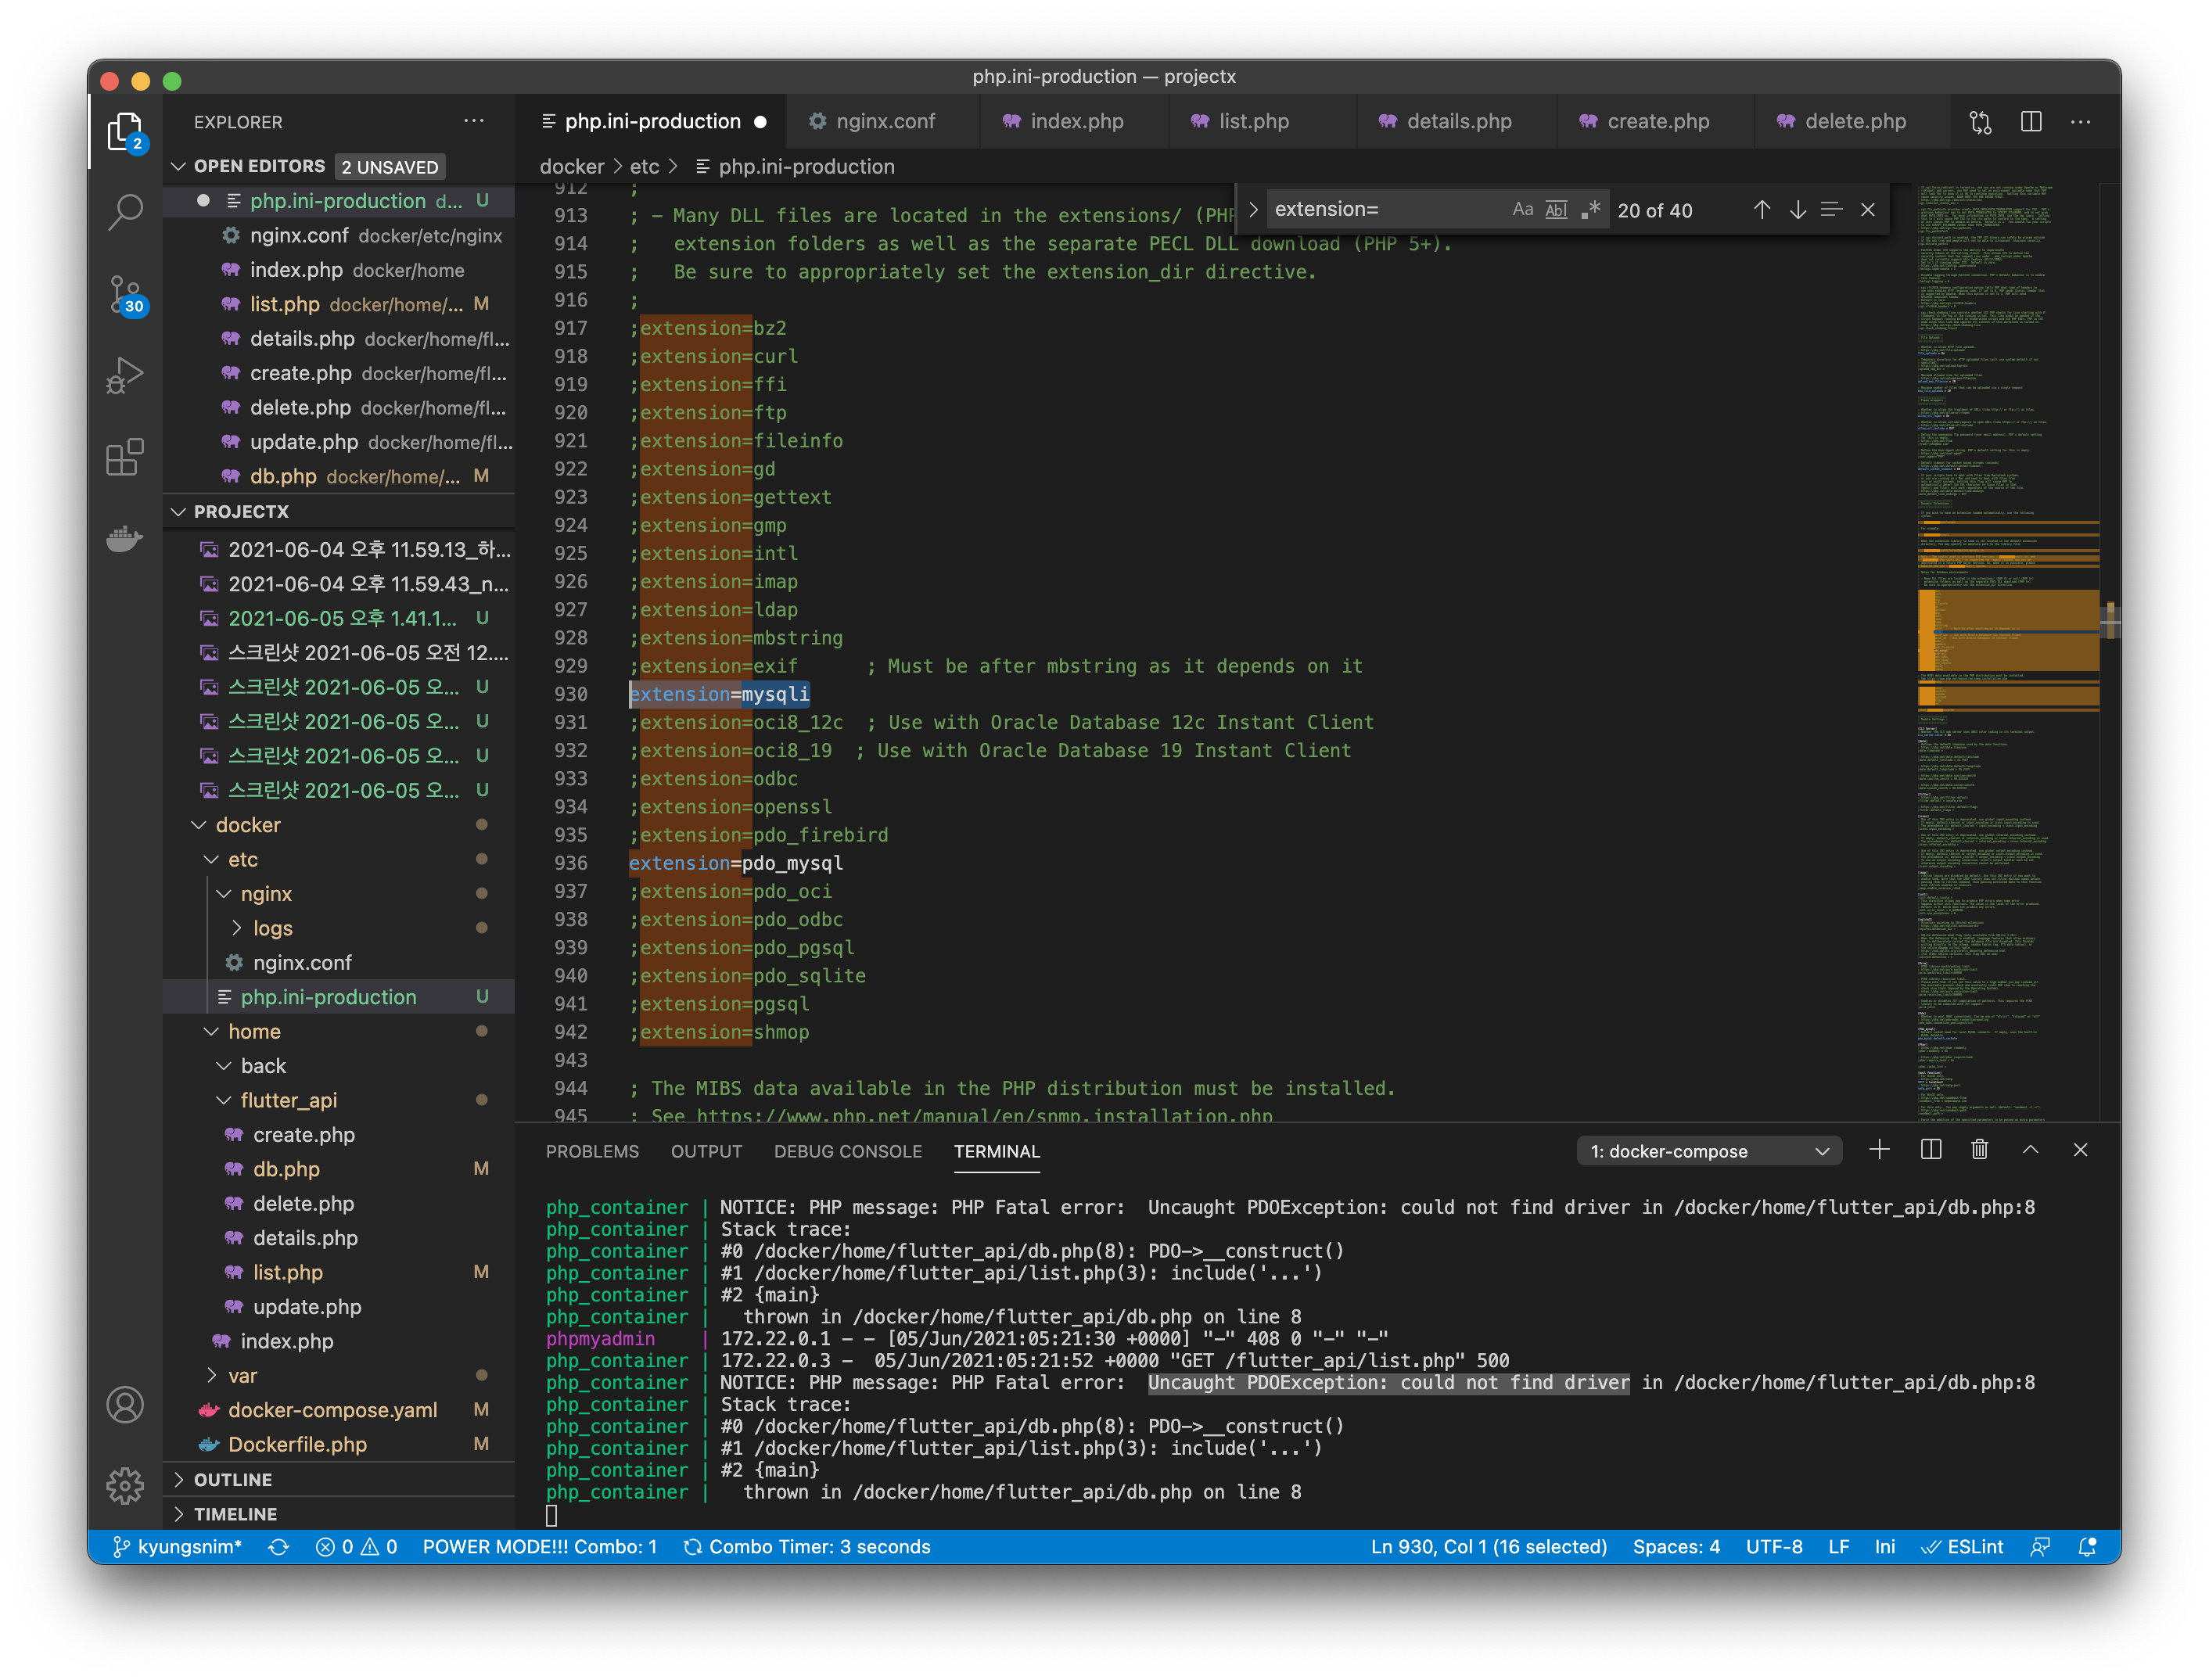 php.ini-production — projectx
EXPLORER
OPEN EDITORS 2 UNSAVED
php.ini-production d... U
nginx.conf docker/etc/nginx
index.php docker/home
list.php docker/home/... M
details.php docker/home/fl...
create.php docker/home/fl...
delete.php docker/home/fl...
update.php docker/home/fl...
db.php docker/home/... M
PROJECTX
2021-06-04 오후 11.59.13_하...
2021-06-04 오후 11.59.43_n...
2021-06-05 오후 1.41.1... U
스크린샷 2021-06-05 오전 12....
스크린샷 2021-06-05 오... U
스크린샷 2021-06-05 오... U
스크린샷 2021-06-05 오... U
스크린샷 2021-06-05 오... U
docker
etc
nginx
logs
nginx.conf
php.ini-production U
home
back
flutter_api
create.php
db.php M
delete.php
details.php
list.php M
update.php
index.php
var
docker-compose.yaml M
Dockerfile.php M
OUTLINE
TIMELINE
2
30
php.ini-production nginx.conf index.php list.php details.php create.php delete.php
docker > etc > php.ini-production
extension= Aa Abl .* 20 of 40
912 ;
913 ; - Many DLL files are located in the extensions/ (PHP
914 ;   extension folders as well as the separate PECL DLL download (PHP 5+).
915 ;   Be sure to appropriately set the extension_dir directive.
916 ;
917 ;extension=bz2
918 ;extension=curl
919 ;extension=ffi
920 ;extension=ftp
921 ;extension=fileinfo
922 ;extension=gd
923 ;extension=gettext
924 ;extension=gmp
925 ;extension=intl
926 ;extension=imap
927 ;extension=ldap
928 ;extension=mbstring
929 ;extension=exif      ; Must be after mbstring as it depends on it
930 extension=mysqli
931 ;extension=oci8_12c  ; Use with Oracle Database 12c Instant Client
932 ;extension=oci8_19  ; Use with Oracle Database 19 Instant Client
933 ;extension=odbc
934 ;extension=openssl
935 ;extension=pdo_firebird
936 extension=pdo_mysql
937 ;extension=pdo_oci
938 ;extension=pdo_odbc
939 ;extension=pdo_pgsql
940 ;extension=pdo_sqlite
941 ;extension=pgsql
942 ;extension=shmop
943
944 ; The MIBS data available in the PHP distribution must be installed.
945 ; See https://www.php.net/manual/en/snmp.installation.php
PROBLEMS OUTPUT DEBUG CONSOLE TERMINAL 1: docker-compose
php_container | NOTICE: PHP message: PHP Fatal error:  Uncaught PDOException: could not find driver in /docker/home/flutter_api/db.php:8
php_container | Stack trace:
php_container | #0 /docker/home/flutter_api/db.php(8): PDO->__construct()
php_container | #1 /docker/home/flutter_api/list.php(3): include('...')
php_container | #2 {main}
php_container |   thrown in /docker/home/flutter_api/db.php on line 8
phpmyadmin    | 172.22.0.1 - - [05/Jun/2021:05:21:30 +0000] "-" 408 0 "-" "-"
php_container | 172.22.0.3 -  05/Jun/2021:05:21:52 +0000 "GET /flutter_api/list.php" 500
php_container | NOTICE: PHP message: PHP Fatal error:  Uncaught PDOException: could not find driver in /docker/home/flutter_api/db.php:8
php_container | Stack trace:
php_container | #0 /docker/home/flutter_api/db.php(8): PDO->__construct()
php_container | #1 /docker/home/flutter_api/list.php(3): include('...')
php_container | #2 {main}
php_container |   thrown in /docker/home/flutter_api/db.php on line 8
kyungsnim* 0 0 POWER MODE!!! Combo: 1 Combo Timer: 3 seconds Ln 930, Col 1 (16 selected) Spaces: 4 UTF-8 LF Ini ESLint